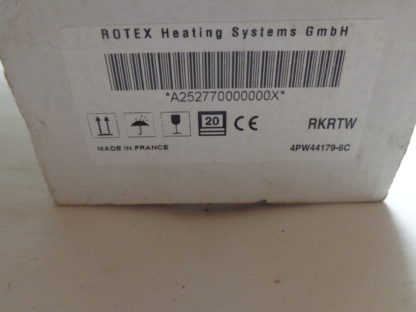 ROTEX Heating Systems GmbH
*A252770000000X*
20 CE RKRTW
MADE IN FRANCE 4PW44179-6C